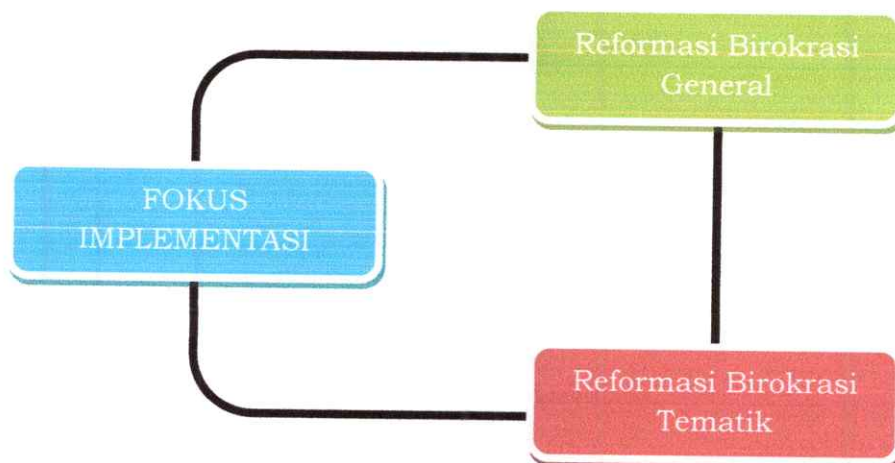 Reformasi Birokrasi
General
FOKUS
IMPLEMENTASI
Reformasi Birokrasi
Tematik